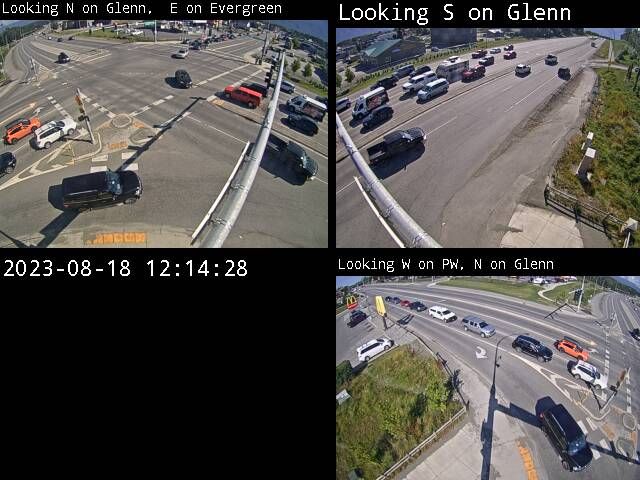 Looking N on Glenn, E on Evergreen
Looking S on Glenn
2023-08-18 12:14:28
Looking W on PW, N on Glenn